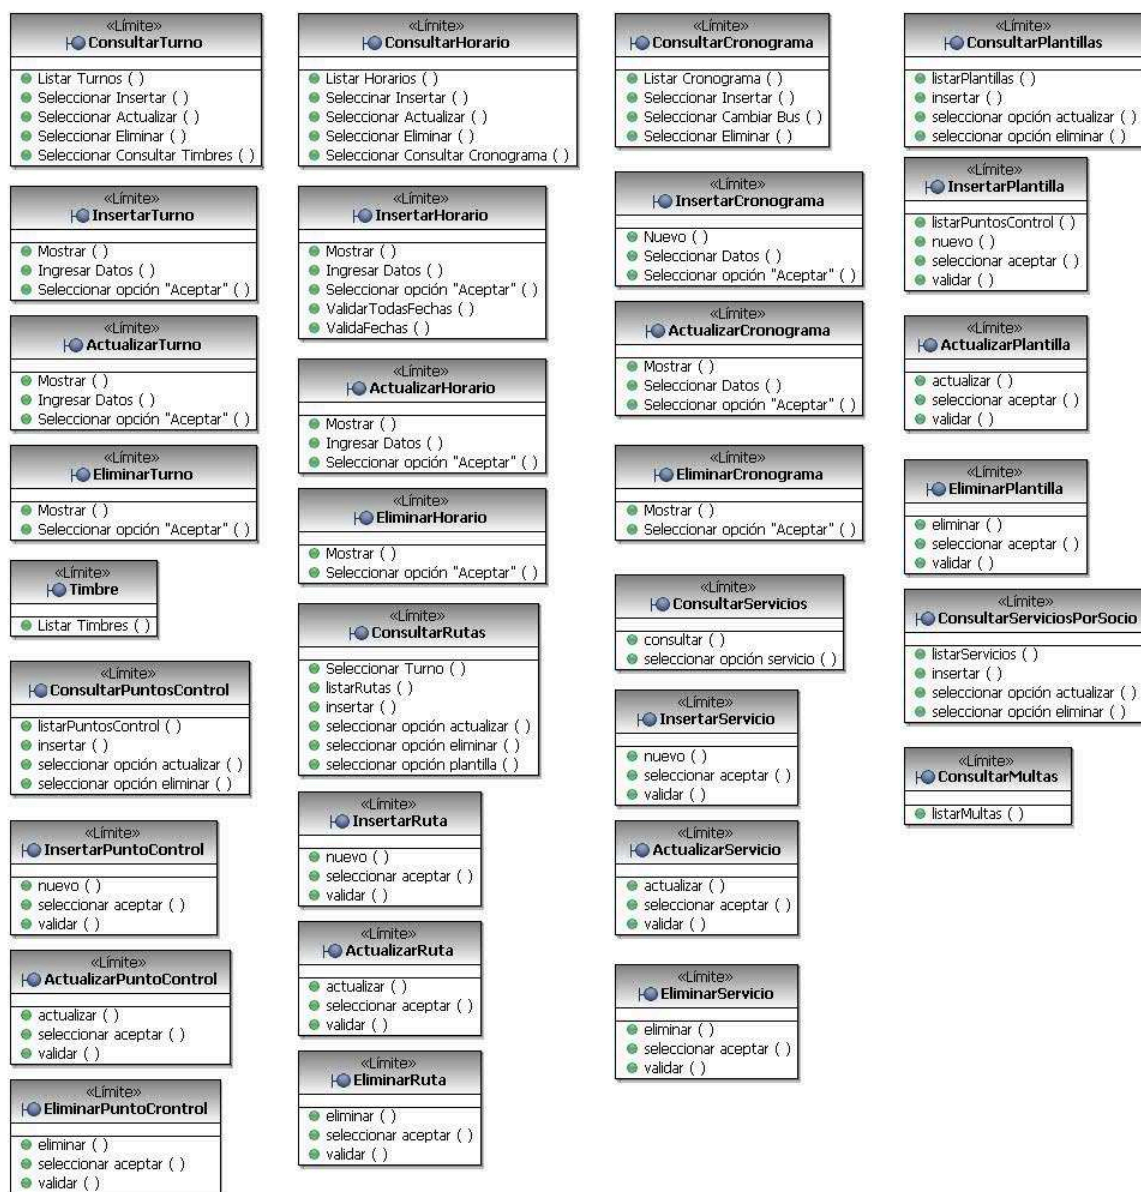 «Límite»
ConsultarTurno
Listar Turnos ( )
Seleccionar Insertar ( )
Seleccionar Actualizar ( )
Seleccionar Eliminar ( )
Seleccionar Consultar Timbres ( )
«Límite»
InsertarTurno
Mostrar ( )
Ingresar Datos ( )
Seleccionar opción "Aceptar" ( )
«Límite»
ActualizarTurno
Mostrar ( )
Ingresar Datos ( )
Seleccionar opción "Aceptar" ( )
«Límite»
EliminarTurno
Mostrar ( )
Seleccionar opción "Aceptar" ( )
«Límite»
Timbre
Listar Timbres ( )
«Límite»
ConsultarPuntosControl
listarPuntosControl ( )
insertar ( )
seleccionar opción actualizar ( )
seleccionar opción eliminar ( )
«Límite»
InsertarPuntoControl
nuevo ( )
seleccionar aceptar ( )
validar ( )
«Límite»
ActualizarPuntoControl
actualizar ( )
seleccionar aceptar ( )
validar ( )
«Límite»
EliminarPuntoCrontrol
eliminar ( )
seleccionar aceptar ( )
validar ( )
«Límite»
ConsultarHorario
Listar Horarios ( )
Seleccinar Insertar ( )
Seleccionar Actualizar ( )
Seleccionar Eliminar ( )
Seleccionar Consultar Cronograma ( )
«Límite»
InsertarHorario
Mostrar ( )
Ingresar Datos ( )
Seleccionar opción "Aceptar" ( )
ValidarTodasFechas ( )
ValidaFechas ( )
«Límite»
ActualizarHorario
Mostrar ( )
Ingresar Datos ( )
Seleccionar opción "Aceptar" ( )
«Límite»
EliminarHorario
Mostrar ( )
Seleccionar opción "Aceptar" ( )
«Límite»
ConsultarRutas
Seleccionar Turno ( )
listarRutas ( )
insertar ( )
seleccionar opción actualizar ( )
seleccionar opción eliminar ( )
seleccionar opción plantilla ( )
«Límite»
InsertarRuta
nuevo ( )
seleccionar aceptar ( )
validar ( )
«Límite»
ActualizarRuta
actualizar ( )
seleccionar aceptar ( )
validar ( )
«Límite»
EliminarRuta
eliminar ( )
seleccionar aceptar ( )
validar ( )
«Límite»
ConsultarCronograma
Listar Cronograma ( )
Seleccionar Insertar ( )
Seleccionar Cambiar Bus ( )
Seleccionar Eliminar ( )
«Límite»
InsertarCronograma
Nuevo ( )
Seleccionar Datos ( )
Seleccionar opción "Aceptar" ( )
«Límite»
ActualizarCronograma
Mostrar ( )
Seleccionar Datos ( )
Seleccionar opción "Aceptar" ( )
«Límite»
EliminarCronograma
Mostrar ( )
Seleccionar opción "Aceptar" ( )
«Límite»
ConsultarServicios
consultar ( )
seleccionar opción servicio ( )
«Límite»
InsertarServicio
nuevo ( )
seleccionar aceptar ( )
validar ( )
«Límite»
ActualizarServicio
actualizar ( )
seleccionar aceptar ( )
validar ( )
«Límite»
EliminarServicio
eliminar ( )
seleccionar aceptar ( )
validar ( )
«Límite»
ConsultarPlantillas
listarPlantillas ( )
insertar ( )
seleccionar opción actualizar ( )
seleccionar opción eliminar ( )
«Límite»
InsertarPlantilla
listarPuntosControl ( )
nuevo ( )
seleccionar aceptar ( )
validar ( )
«Límite»
ActualizarPlantilla
actualizar ( )
seleccionar aceptar ( )
validar ( )
«Límite»
EliminarPlantilla
eliminar ( )
seleccionar aceptar ( )
validar ( )
«Límite»
ConsultarServiciosPorSocio
listarServicios ( )
insertar ( )
seleccionar opción actualizar ( )
seleccionar opción eliminar ( )
«Límite»
ConsultarMultas
listarMultas ( )